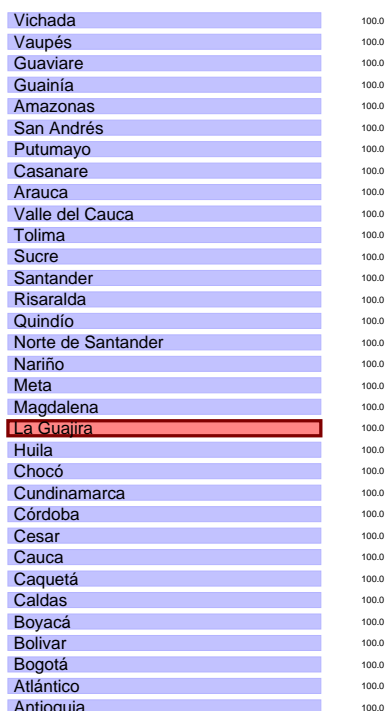 Vichada 100.0
Vaupés 100.0
Guaviare 100.0
Guainía 100.0
Amazonas 100.0
San Andrés 100.0
Putumayo 100.0
Casanare 100.0
Arauca 100.0
Valle del Cauca 100.0
Tolima 100.0
Sucre 100.0
Santander 100.0
Risaralda 100.0
Quindío 100.0
Norte de Santander 100.0
Nariño 100.0
Meta 100.0
Magdalena 100.0
La Guajira 100.0
Huila 100.0
Chocó 100.0
Cundinamarca 100.0
Córdoba 100.0
Cesar 100.0
Cauca 100.0
Caquetá 100.0
Caldas 100.0
Boyacá 100.0
Bolivar 100.0
Bogotá 100.0
Atlántico 100.0
Antioquia 100.0